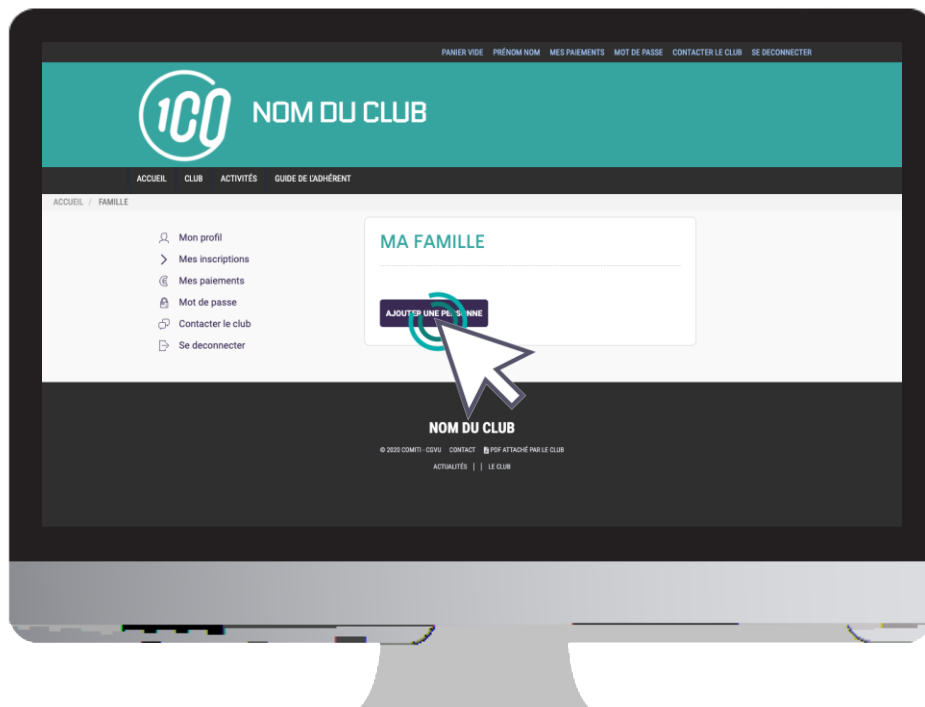 PANIER VIDE PRÉNOM NOM MES PAIEMENTS MOT DE PASSE CONTACTER LE CLUB SE DECONNECTER
100 NOM DU CLUB
ACCUEIL CLUB ACTIVITÉS GUIDE DE L'ADHÉRENT
ACCUEIL / FAMILLE
Mon profil
Mes inscriptions
Mes paiements
Mot de passe
Contacter le club
Se deconnecter
MA FAMILLE
AJOUTER UNE PERSONNE
NOM DU CLUB
© 2020 COMITI - CGVU CONTACT PDF ATTACHÉ PAR LE CLUB
ACTUALITÉS | | LE CLUB